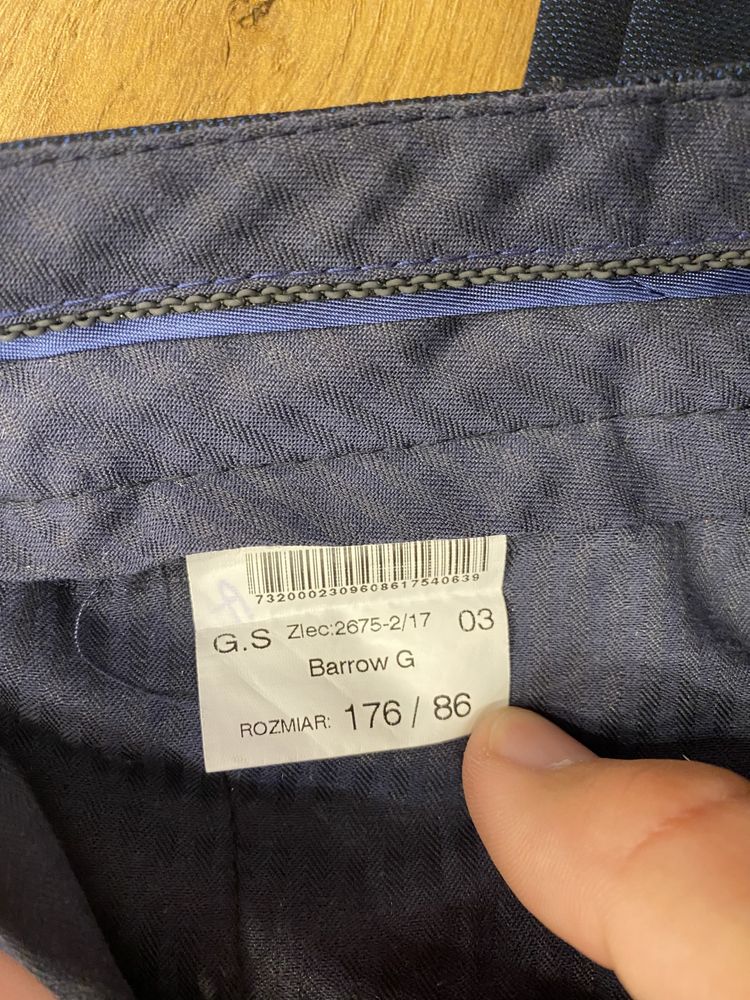 7320002309608617540639
G.S Zlec:2675-2/17 03
Barrow G
ROZMIAR: 176 / 86